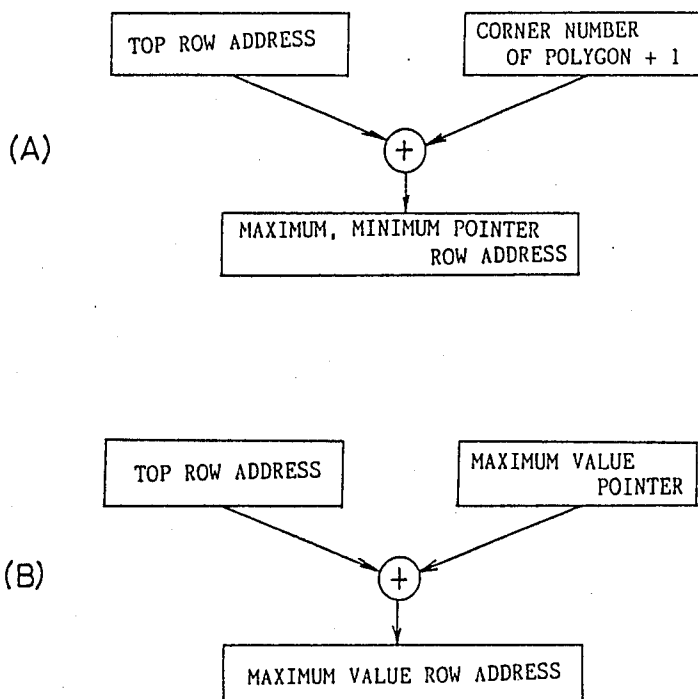 TOP ROW ADDRESS
CORNER NUMBER
OF POLYGON + 1
(A)
+
MAXIMUM, MINIMUM POINTER
ROW ADDRESS
TOP ROW ADDRESS
MAXIMUM VALUE
POINTER
(B)
+
MAXIMUM VALUE ROW ADDRESS